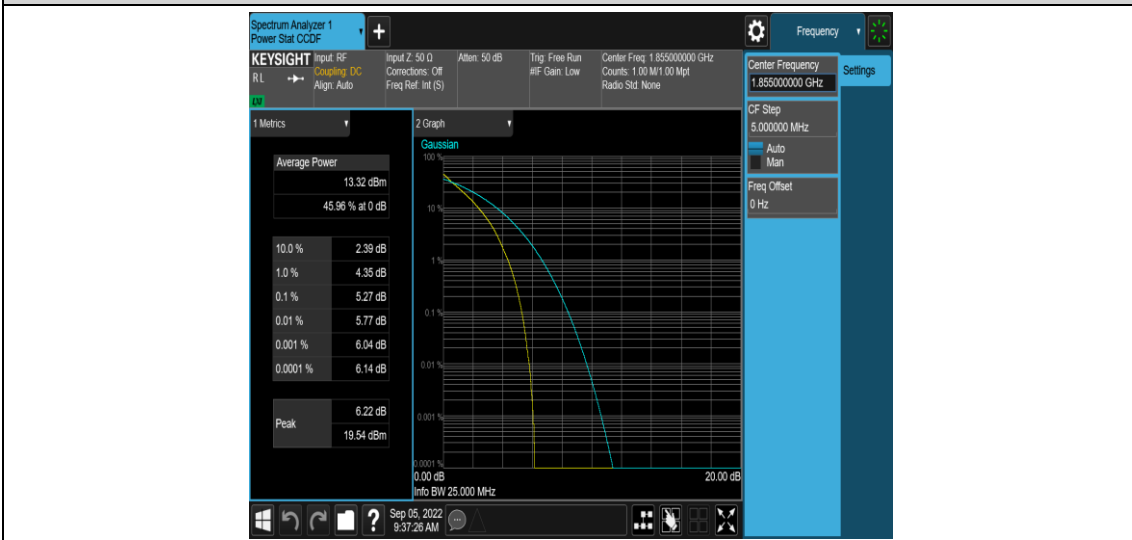 Spectrum Analyzer 1
Power Stat CCDF
+
Frequency
KEYSIGHT
RL
LXI
Input: RF
Coupling: DC
Align: Auto
Input Z: 50 Ω
Corrections: Off
Freq Ref: Int (S)
Atten: 50 dB
Trig: Free Run
#IF Gain: Low
Center Freq: 1.855000000 GHz
Counts: 1.00 M/1.00 Mpt
Radio Std: None
Center Frequency
1.855000000 GHz
Settings
CF Step
5.000000 MHz
Auto
Man
Freq Offset
0 Hz
1 Metrics
Average Power
13.32 dBm
45.96 % at 0 dB
10.0 % 2.39 dB
1.0 % 4.35 dB
0.1 % 5.27 dB
0.01 % 5.77 dB
0.001 % 6.04 dB
0.0001 % 6.14 dB
Peak
6.22 dB
19.54 dBm
2 Graph
Gaussian
100 %
10 %
1 %
0.1 %
0.01 %
0.001 %
0.0001 %
0.00 dB 20.00 dB
Info BW 25.000 MHz
?
Sep 05, 2022
9:37:26 AM